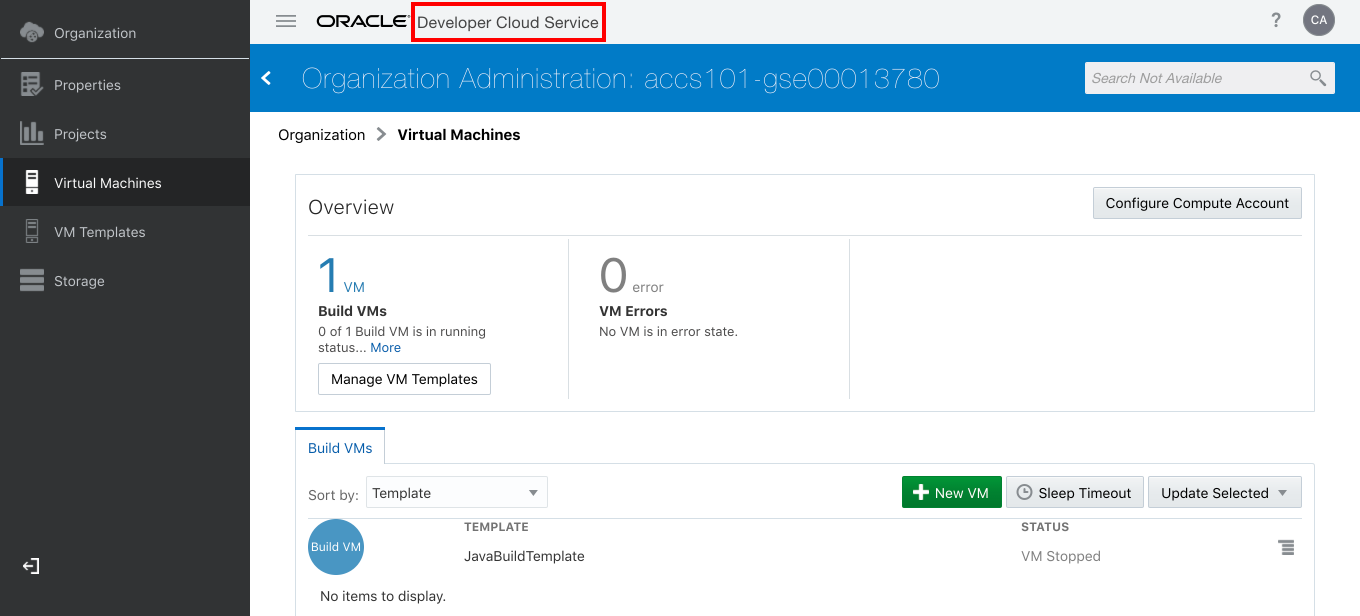 Organization
Properties
Projects
Virtual Machines
VM Templates
Storage
ORACLE Developer Cloud Service
? CA
Organization Administration: accs101-gse00013780
Search Not Available
Organization Virtual Machines
Overview
Configure Compute Account
1 VM
Build VMs
0 of 1 Build VM is in running
status... More
Manage VM Templates
0 error
VM Errors
No VM is in error state.
Build VMs
Sort by: Template
New VM Sleep Timeout Update Selected
TEMPLATE STATUS
Build VM
JavaBuildTemplate VM Stopped
No items to display.